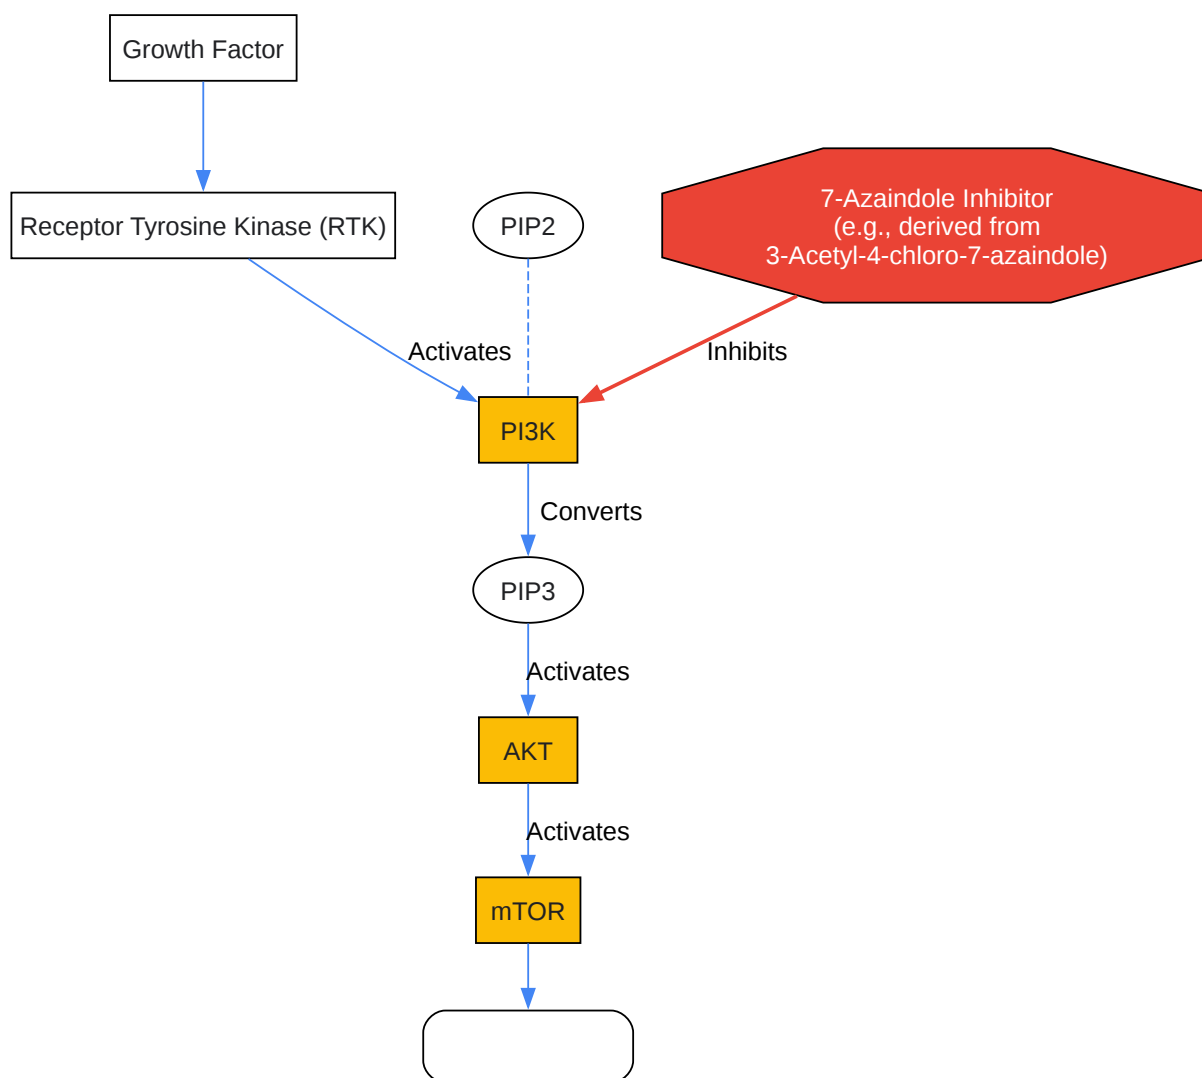 Growth Factor
Receptor Tyrosine Kinase (RTK)
PIP2
7-Azaindole Inhibitor
(e.g., derived from
3-Acetyl-4-chloro-7-azaindole)
Activates
Inhibits
PI3K
Converts
PIP3
Activates
AKT
Activates
mTOR